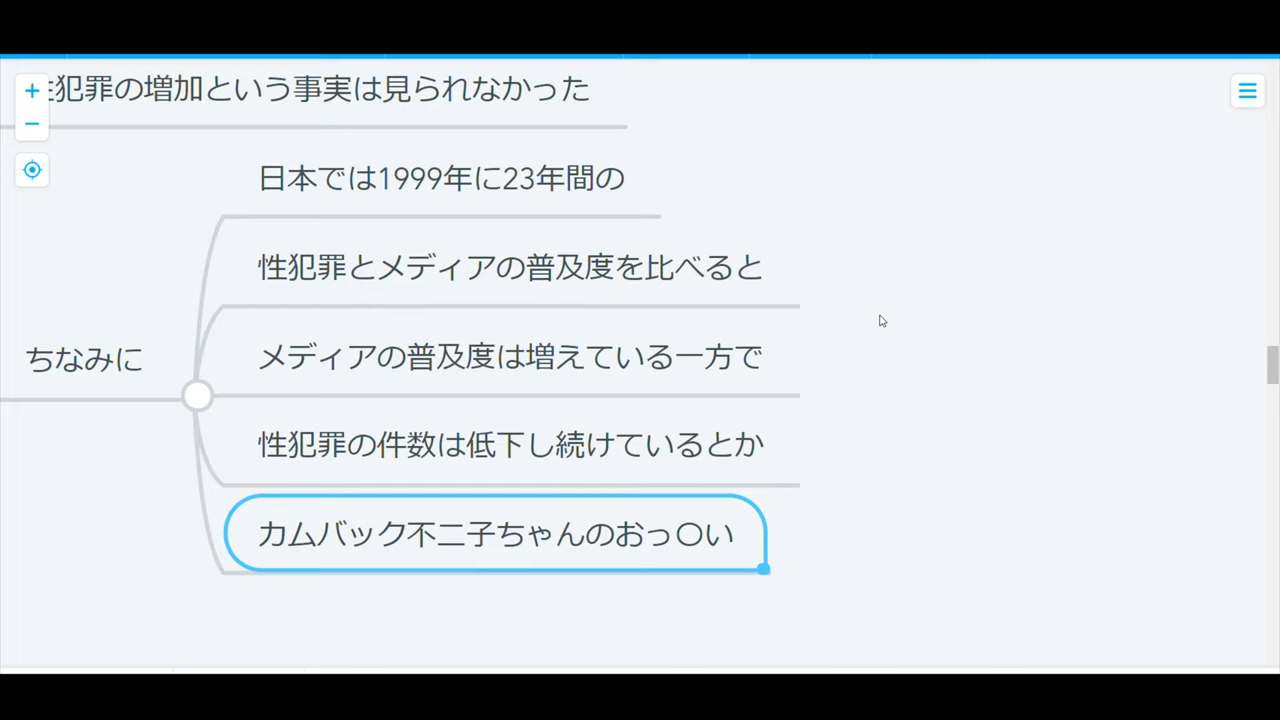 犯罪の増加という事実は見られなかった
日本では1999年に23年間の
性犯罪とメディアの普及度を比べると
ちなみに
メディアの普及度は増えている一方で
性犯罪の件数は低下し続けているとか
カムバック不二子ちゃんのおっ〇い